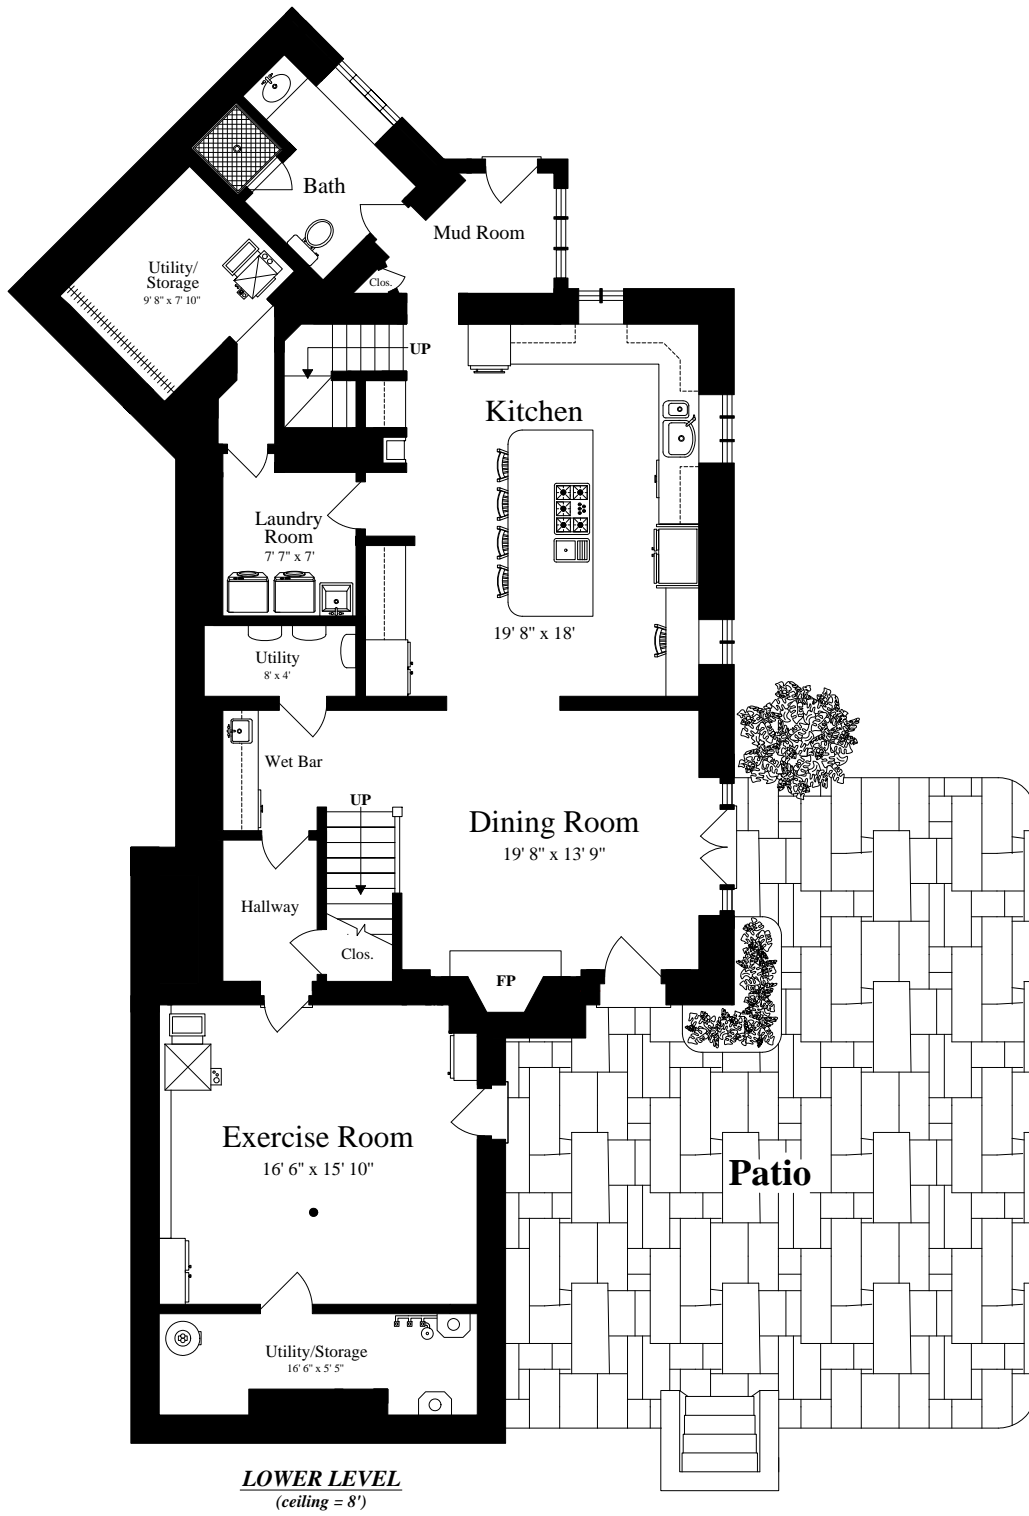 Bath
Mud Room
Utility/
Storage
9' 8" x 7' 10"
Clos.
UP
Kitchen
Laundry
Room
7' 7" x 7'
19' 8" x 18'
Utility
8' x 4'
Wet Bar
UP
Dining Room
19' 8" x 13' 9"
Hallway
Clos.
FP
Exercise Room
16' 6" x 15' 10"
Patio
Utility/Storage
16' 6" x 5' 5"
LOWER LEVEL
(ceiling = 8')